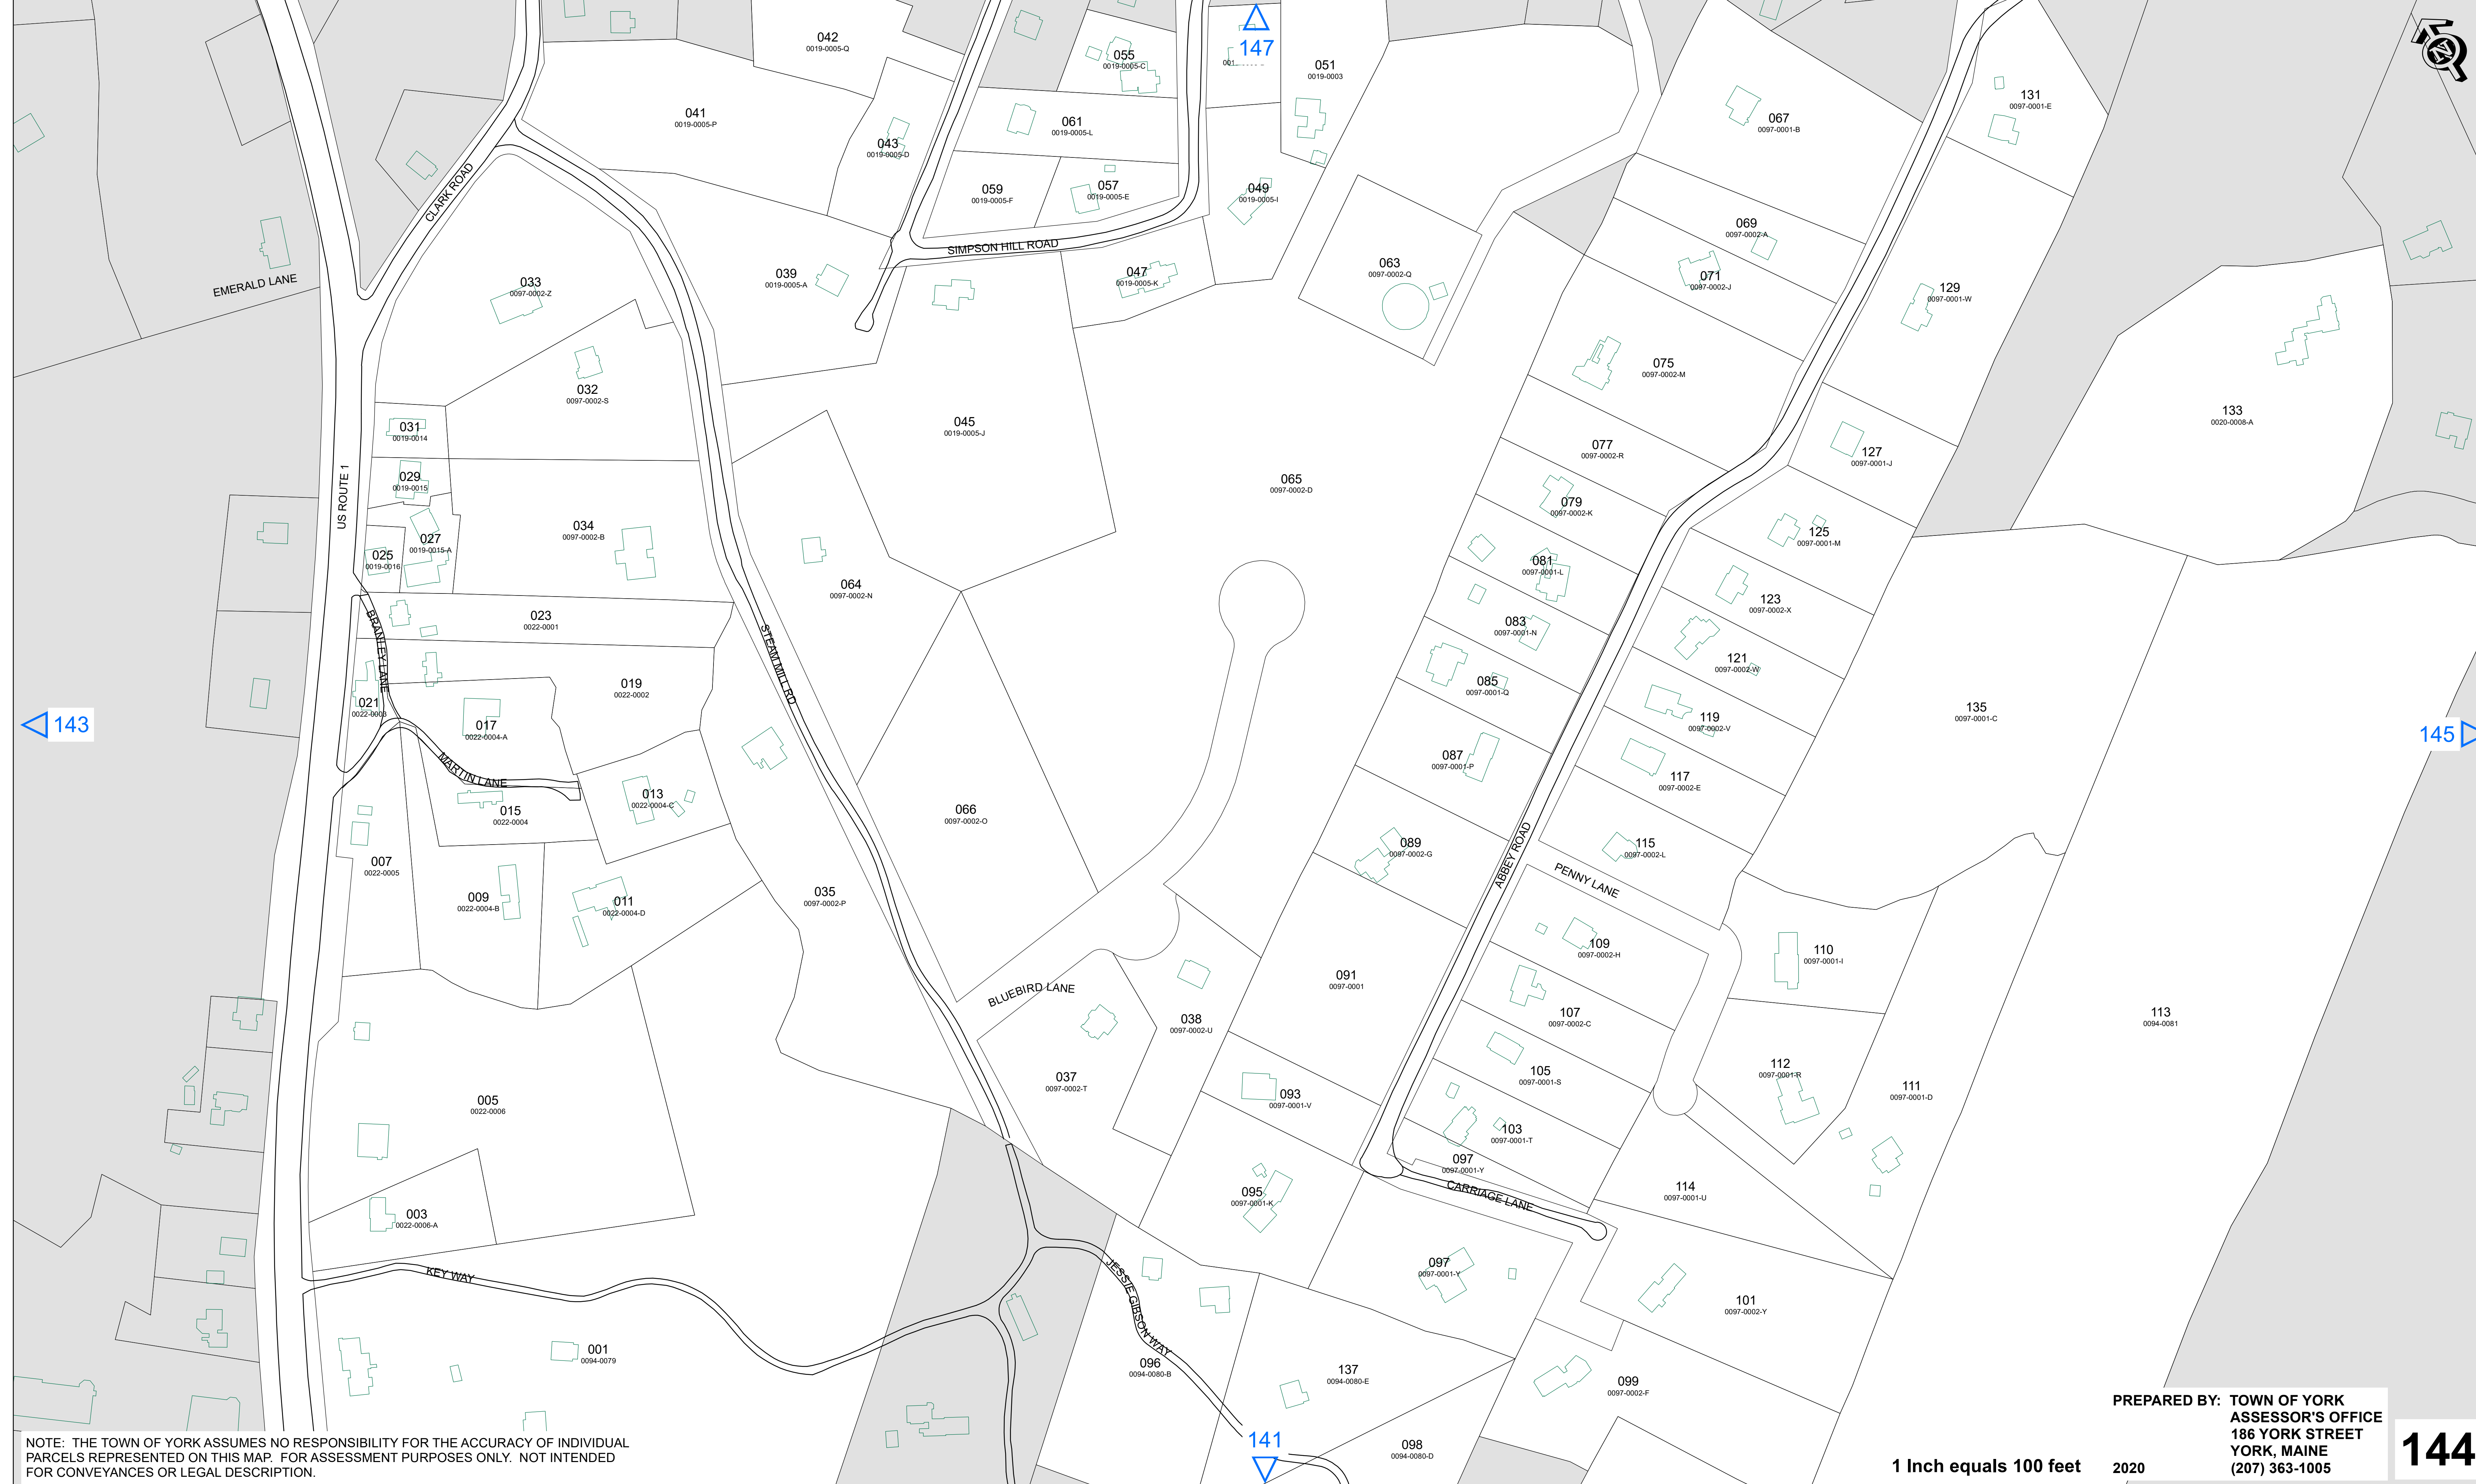 147
042
0019-0005-Q
055
0019-0005-C
051
0019-0003
N
041
0019-0005-P
043
0019-0005-D
061
0019-0005-L
067
0097-0001-B
131
0097-0001-E
CLARK ROAD
059
0019-0005-F
057
0019-0005-E
049
0019-0005-I
SIMPSON HILL ROAD
069
0097-0002-A
EMERALD LANE
033
0097-0002-Z
039
0019-0005-A
047
0019-0005-K
063
0097-0002-Q
071
0097-0002-J
129
0097-0001-W
032
0097-0002-S
075
0097-0002-M
031
0019-0014
045
0019-0005-J
077
0097-0002-R
127
0097-0001-J
133
0020-0008-A
US ROUTE 1
029
0019-0015
065
0097-0002-D
079
0097-0002-K
034
0097-0002-B
027
0019-0015-A
025
0019-0016
125
0097-0001-M
081
0097-0001-L
064
0097-0002-N
123
0097-0002-X
023
0022-0001
083
0097-0001-N
BRANLEY LANE
STEAM MILL RD
121
0097-0002-W
019
0022-0002
085
0097-0001-Q
021
0022-0003
017
0022-0004-A
119
0097-0002-V
135
0097-0001-C
143
145
MARTIN LANE
087
0097-0001-P
117
0097-0002-E
013
0022-0004-C
015
0022-0004
066
0097-0002-O
089
0097-0002-G
ABBEY ROAD
115
0097-0002-L
007
0022-0005
PENNY LANE
009
0022-0004-B
011
0022-0004-D
035
0097-0002-P
109
0097-0002-H
110
0097-0001-I
BLUEBIRD LANE
091
0097-0001
038
0097-0002-U
107
0097-0002-C
113
0094-0081
037
0097-0002-T
105
0097-0001-S
112
0097-0001-R
111
0097-0001-D
005
0022-0006
093
0097-0001-V
103
0097-0001-T
097
0097-0001-Y
095
0097-0001-K
CARRIAGE LANE
114
0097-0001-U
003
0022-0006-A
KEY WAY
JESSIE GIBSON WAY
097
0097-0001-Y
101
0097-0002-Y
001
0094-0079
096
0094-0080-B
137
0094-0080-E
099
0097-0002-F
098
0094-0080-D
141
NOTE: THE TOWN OF YORK ASSUMES NO RESPONSIBILITY FOR THE ACCURACY OF INDIVIDUAL
PARCELS REPRESENTED ON THIS MAP. FOR ASSESSMENT PURPOSES ONLY. NOT INTENDED
FOR CONVEYANCES OR LEGAL DESCRIPTION.
1 Inch equals 100 feet
PREPARED BY: TOWN OF YORK
ASSESSOR'S OFFICE
186 YORK STREET
YORK, MAINE
2020 (207) 363-1005
144